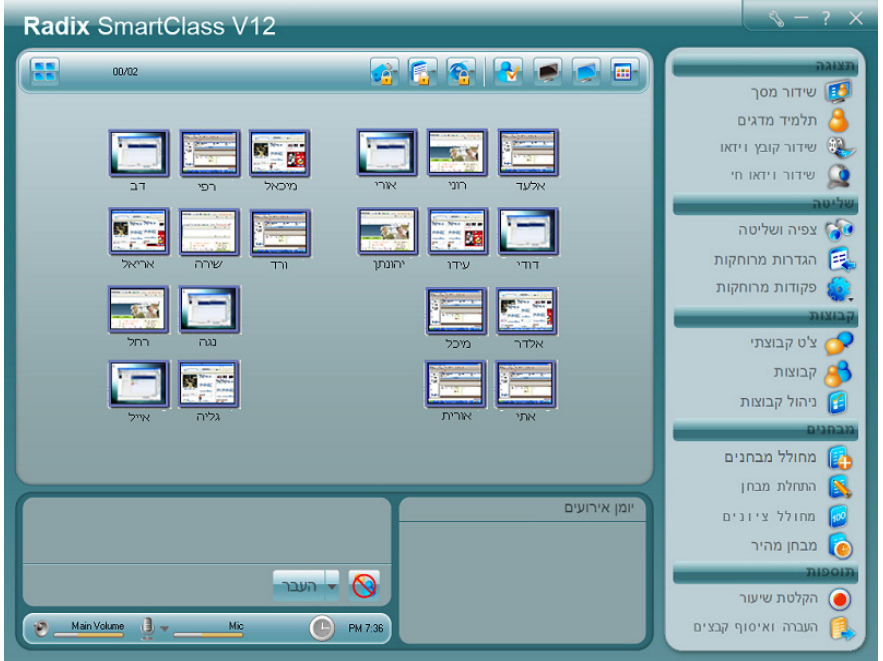 Radix SmartClass V12
?
00/02
דב
רפי
מיכאל
אורי
רוני
אלעד
אריאל
שירה
ורד
יהונתן
עידו
דודי
רחל
נגה
מיכל
אלדר
אייל
גליה
אורית
אתי
תצוגה
שידור מסך
תלמיד מדגים
שידור קובץ וידאו
שידור וידאו חי
שליטה
צפיה ושליטה
הגדרות מרוחקות
פקודות מרוחקות
קבוצות
צ'ט קבוצתי
קבוצות
ניהול קבוצות
מבחנים
מחולל מבחנים
התחלת מבחן
מחולל ציונים
100
מבחן מהיר
תוספות
הקלטת שיעור
העברה ואיסוף קבצים
יומן אירועים
העבר
Main Volume
Mic
PM 7:36